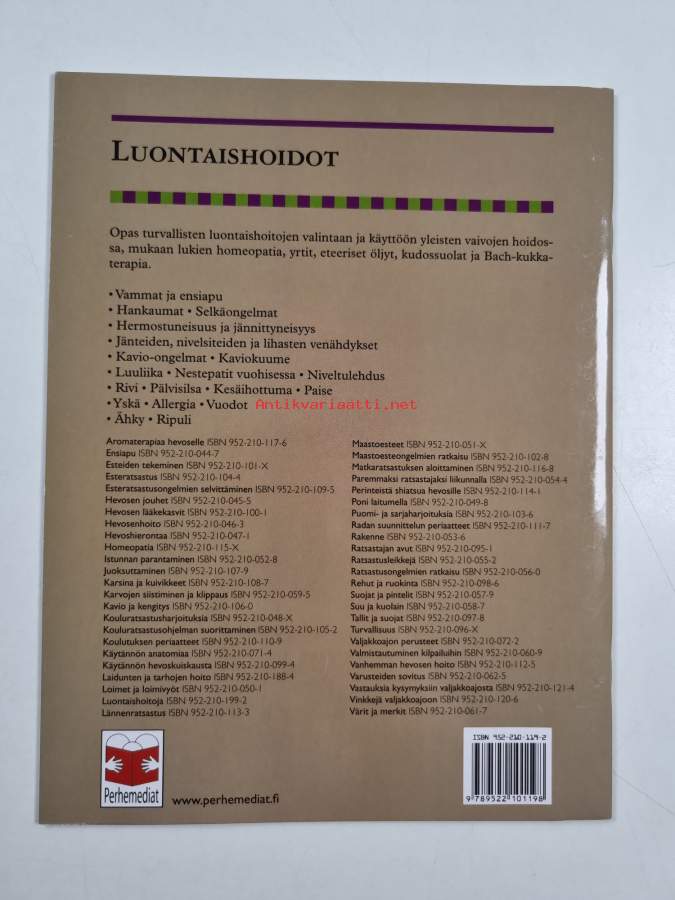 LUONTAISHOIDOT
Opas turvallisten luontaishoitojen valintaan ja käyttöön yleisten vaivojen hoidos-
sa, mukaan lukien homeopatia, yrtit, eteeriset öljyt, kudossuolat ja Bach-kukka-
terapia.
• Vammat ja ensiapu
• Hankaumat • Selkäongelmat
• Hermostuneisuus ja jännittyneisyys
• Jänteiden, nivelsiteiden ja lihasten venähdykset
• Kavio-ongelmat • Kaviokuume
• Luuliika • Nestepatit vuohisessa • Niveltulehdus
• Rivi • Pälvisilsa • Kesäihottuma • Paise
• Yskä • Allergia • Vuodot
Antikvariaatti.net
• Ähky • Ripuli
Aromaterapiaa hevoselle ISBN 952-210-117-6
Ensiapu ISBN 952-210-044-7
Esteiden tekeminen ISBN 952-210-101-X
Esteratsastus ISBN 952-210-104-4
Esteratsastusongelmien selvittäminen ISBN 952-210-109-5
Hevosen jouhet ISBN 952-210-045-5
Hevosen lääkekasvit ISBN 952-210-100-1
Hevosenhoito ISBN 952-210-046-3
Hevoshierontaa ISBN 952-210-047-1
Homeopatia ISBN 952-210-115-X
Istunnan parantaminen ISBN 952-210-052-8
Juoksuttaminen ISBN 952-210-107-9
Karsina ja kuivikkeet ISBN 952-210-108-7
Karvojen siistiminen ja klippaus ISBN 952-210-059-5
Kavio ja kengitys ISBN 952-210-106-0
Kouluratsastusharjoituksia ISBN 952-210-048-X
Kouluratsastusohjelman suorittaminen ISBN 952-210-105-2
Koulutuksen periaatteet ISBN 952-210-110-9
Käytännön anatomiaa ISBN 952-210-071-4
Käytännön hevoskuiskausta ISBN 952-210-099-4
Laidunten ja tarhojen hoito ISBN 952-210-188-4
Loimet ja loimivyöt ISBN 952-210-050-1
Luontaishoitoja ISBN 952-210-199-2
Lännenratsastus ISBN 952-210-113-3
Maastoesteet ISBN 952-210-051-X
Maastoesteongelmien ratkaisu ISBN 952-210-102-8
Matkaratsastuksen aloittaminen ISBN 952-210-116-8
Paremmaksi ratsastajaksi liikunnalla ISBN 952-210-054-4
Perinteistä shiatsua hevosille ISBN 952-210-114-1
Poni laitumella ISBN 952-210-049-8
Puomi- ja sarjaharjoituksia ISBN 952-210-103-6
Radan suunnittelun periaatteet ISBN 952-210-111-7
Rakenne ISBN 952-210-053-6
Ratsastajan avut ISBN 952-210-095-1
Ratsastusleikkejä ISBN 952-210-055-2
Ratsastusongelmien ratkaisu ISBN 952-210-056-0
Rehut ja ruokinta ISBN 952-210-098-6
Suojat ja pintelit ISBN 952-210-057-9
Suu ja kuolain ISBN 952-210-058-7
Tallit ja suojat ISBN 952-210-097-8
Turvallisuus ISBN 952-210-096-X
Valjakkoajon perusteet ISBN 952-210-072-2
Valmistautuminen kilpailuihin ISBN 952-210-060-9
Vanhemman hevosen hoito ISBN 952-210-112-5
Varusteiden sovitus ISBN 952-210-062-5
Vastauksia kysymyksiin valjakkoajosta ISBN 952-210-121-4
Vinkkejä valjakkoajoon ISBN 952-210-120-6
Värit ja merkit ISBN 952-210-061-7
Perhemediat
www.perhemediat.fi
ISBN 952-210-119-2
9 789522 101198